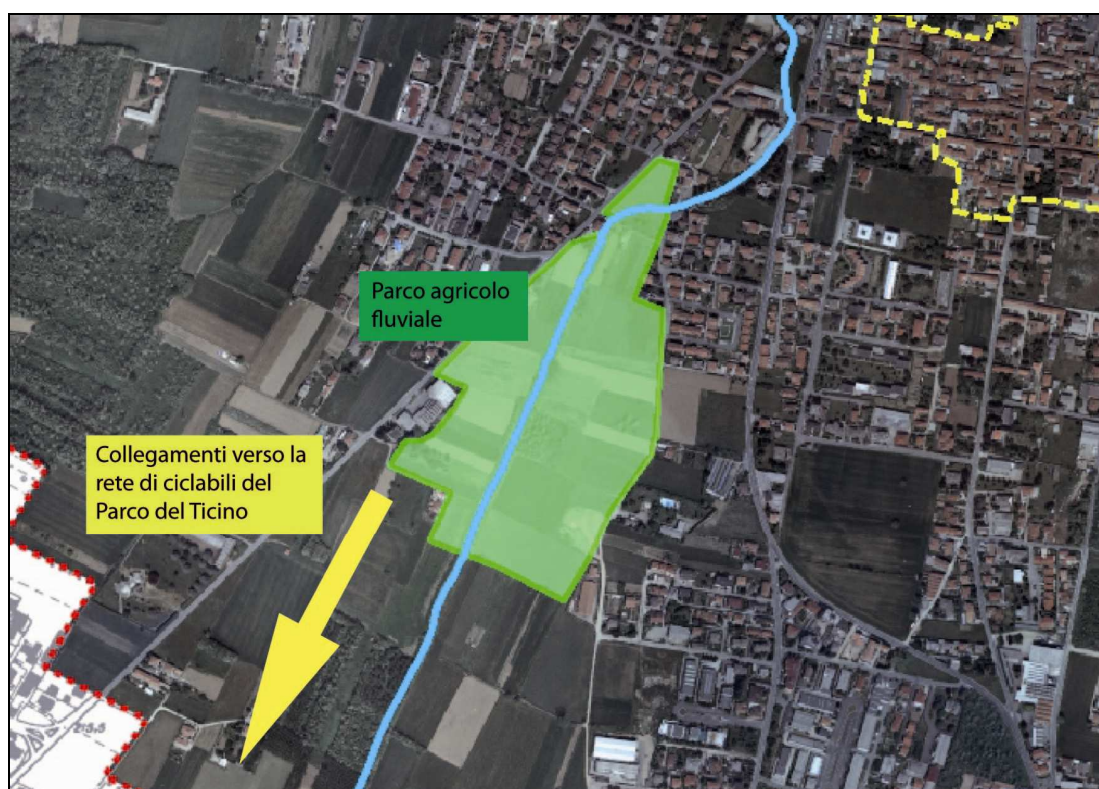 Parco agricolo
fluviale
Collegamenti verso la
rete di ciclabili del
Parco del Ticino